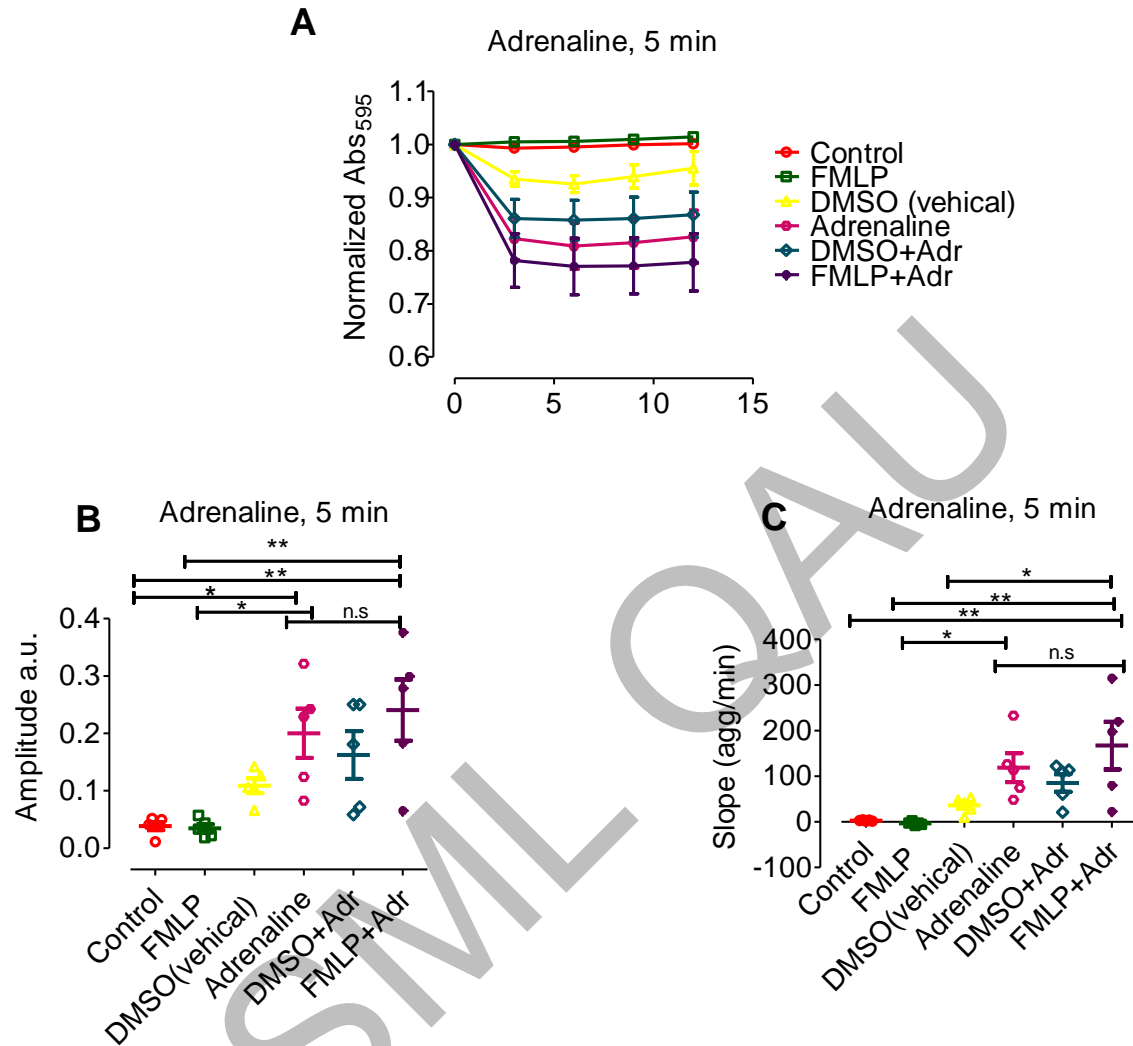 A
Adrenaline, 5 min
Normalized Abs595
1.1
1.0
0.9
0.8
0.7
0.6
0
5
10
15
Control
FMLP
DMSO (vehical)
Adrenaline
DMSO+Adr
FMLP+Adr
B
Adrenaline, 5 min
**
**
*
*
n.s
Amplitude a.u.
0.4
0.3
0.2
0.1
0.0
Control
FMLP
DMSO(vehical)
Adrenaline
DMSO+Adr
FMLP+Adr
C
Adrenaline, 5 min
*
**
**
*
n.s
Slope (agg/min)
400
300
200
100
0
-100
Control
FMLP
DMSO(vehical)
Adrenaline
DMSO+Adr
FMLP+Adr
SML QAU